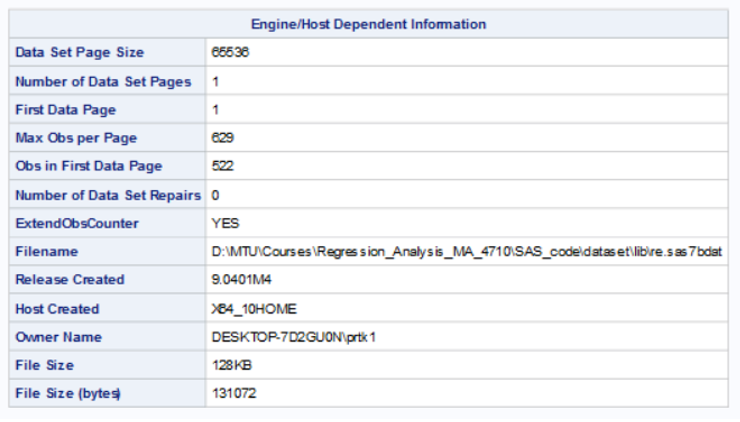 Engine/Host Dependent Information
Data Set Page Size 65536
Number of Data Set Pages 1
First Data Page 1
Max Obs per Page 629
Obs in First Data Page 522
Number of Data Set Repairs 0
ExtendObsCounter YES
Filename D:\MTU\Courses\Regression_Analysis_MA_4710\SAS_code\dataset\lib\re.sas7bdat
Release Created 9.0401M4
Host Created X64_10HOME
Owner Name DESKTOP-7D2GU0N\prtk1
File Size 128KB
File Size (bytes) 131072